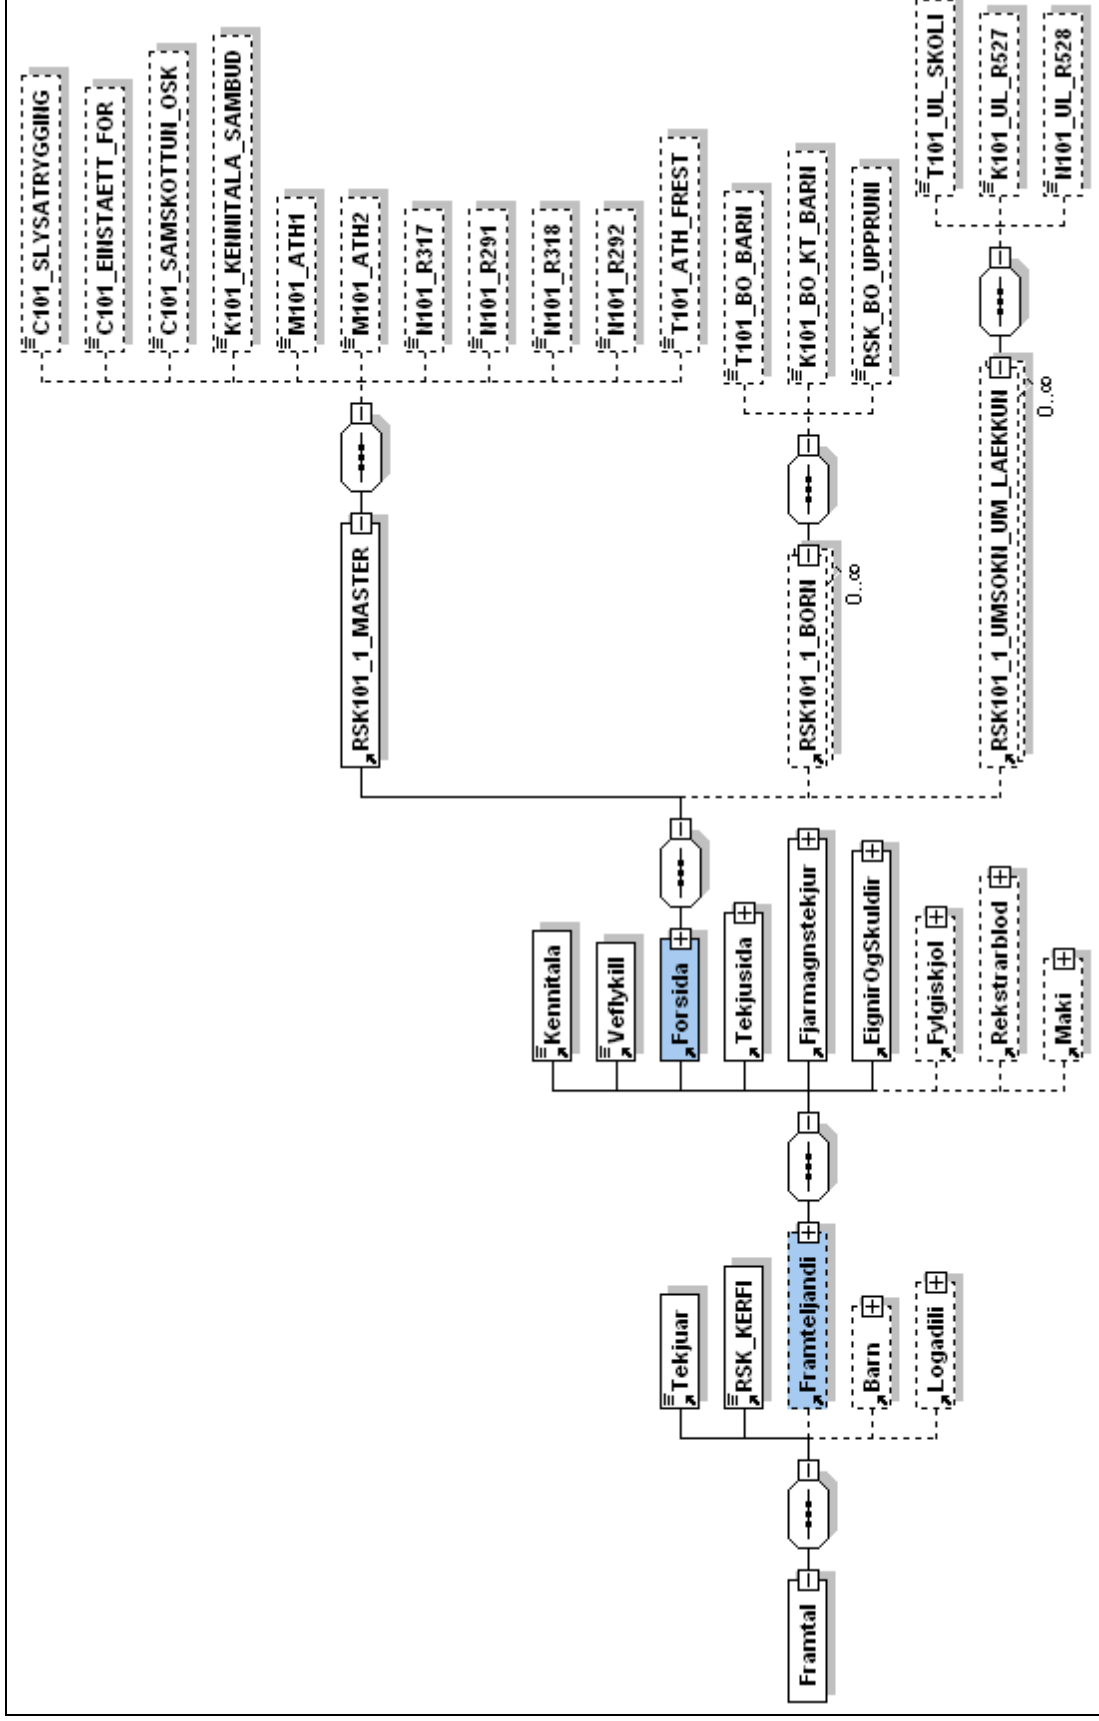 Framtal
Tekjuar
RSK_KERFI
Framteljandi
Barn
Logadili
Kennitala
Veflykill
Forsida
Tekjusida
Fjarmagnstekjur
EignirOgSkuldir
Fylgiskjol
Rekstrarblod
Maki
RSK101_1_MASTER
C101_SLYSATRYGGING
C101_EINSTAETT_FOR
C101_SAMSKOTTUN_OSK
K101_KENNITALA_SAMBUD
M101_ATH1
M101_ATH2
N101_R317
N101_R291
N101_R318
N101_R292
T101_ATH_FREST
RSK101_1_BORN
0..∞
T101_BO_BARN
K101_BO_KT_BARN
RSK_BO_UPPRUNI
RSK101_1_UMSOKN_UM_LAEKKUN
0..∞
T101_UL_SKOLI
K101_UL_R527
N101_UL_R528